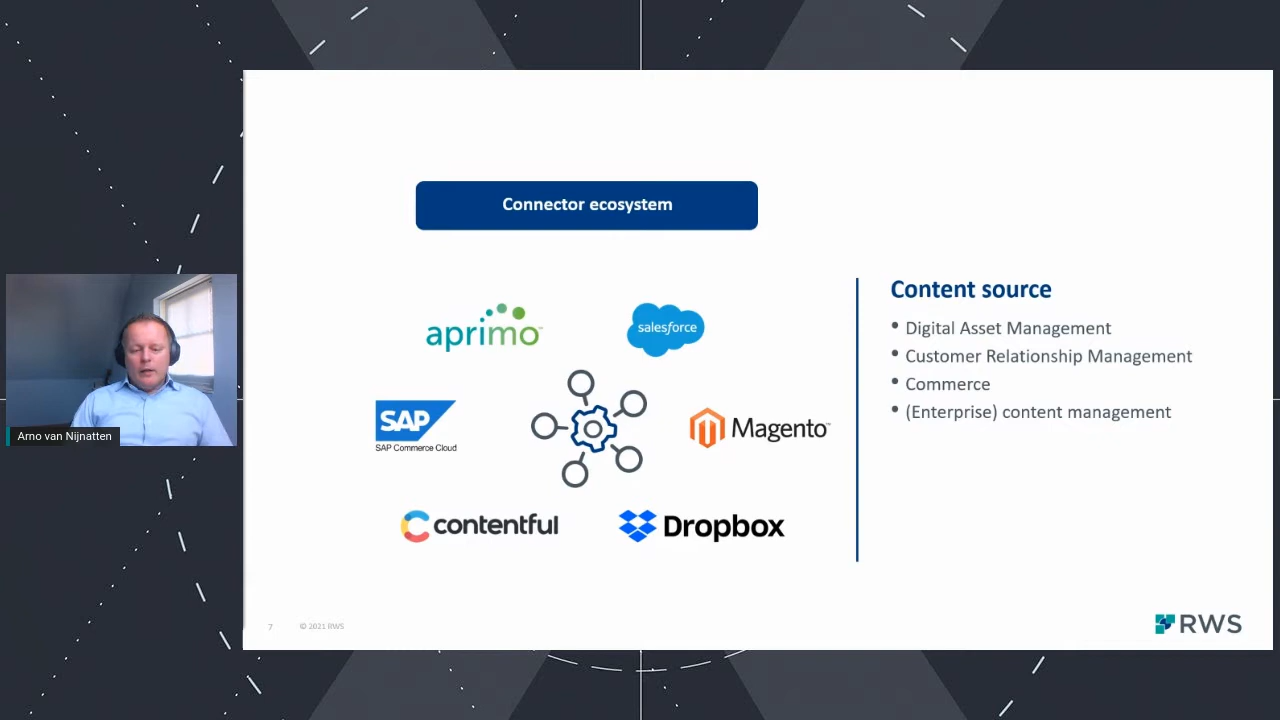 Connector ecosystem
aprimo
salesforce
SAP
SAP Commerce Cloud
Magento™
contentful
Dropbox
Content source
• Digital Asset Management
• Customer Relationship Management
• Commerce
• (Enterprise) content management
Arno van Nijnatten
7 © 2021 RWS
RWS